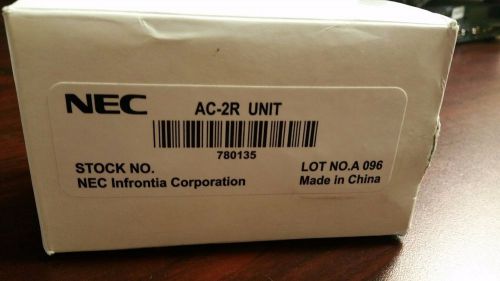 NEC AC-2R UNIT
780135
STOCK NO. LOT NO.A 096
NEC Infrontia Corporation Made in China